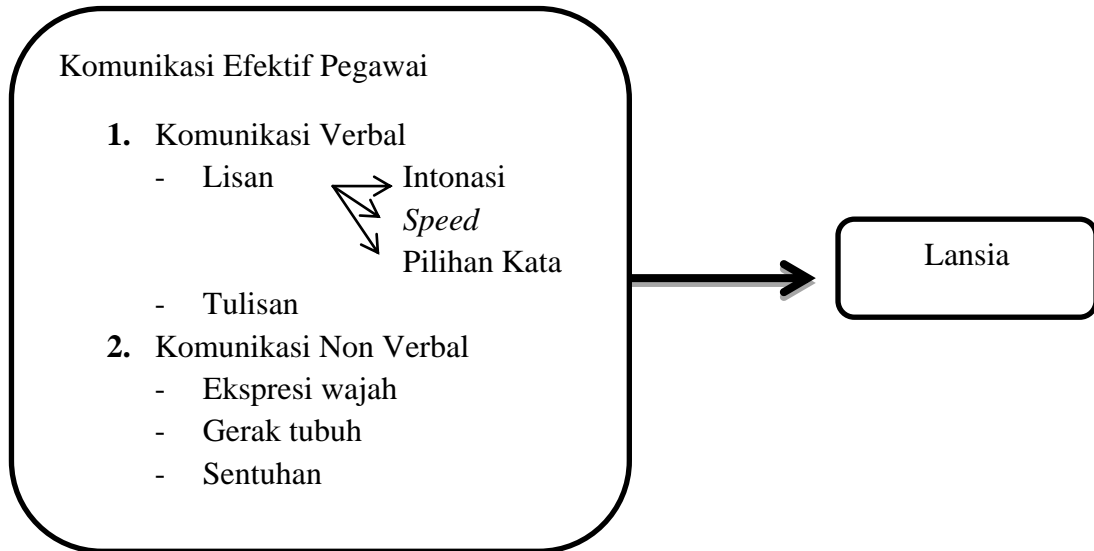 Komunikasi Efektif Pegawai
1. Komunikasi Verbal
- Lisan Intonasi
Speed
Pilihan Kata
- Tulisan
2. Komunikasi Non Verbal
- Ekspresi wajah
- Gerak tubuh
- Sentuhan
Lansia